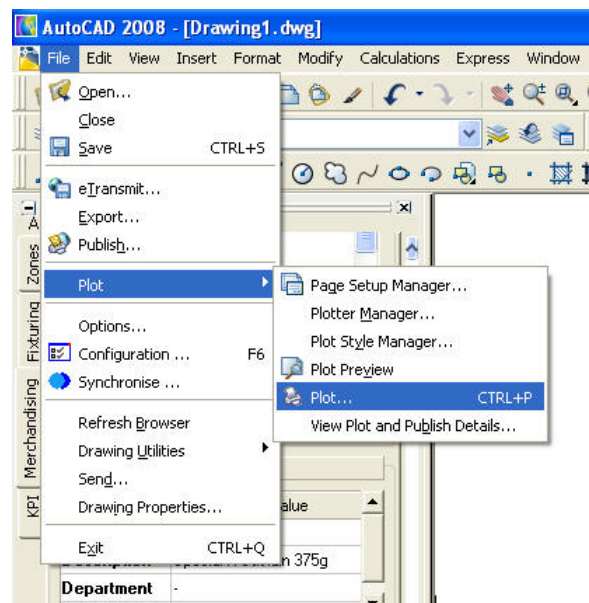 AutoCAD 2008 - [Drawing1.dwg]
File Edit View Insert Format Modify Calculations Express Window
Open...
Close
Save CTRL+S
eTransmit...
Export...
Publish...
Plot
Options...
Configuration ... F6
Synchronise ...
Refresh Browser
Drawing Utilities
Send...
Drawing Properties...
Exit CTRL+Q
Page Setup Manager...
Plotter Manager...
Plot Style Manager...
Plot Preview
Plot... CTRL+P
View Plot and Publish Details...
Zones
Fixturing
Merchandising
KPI
A
alue
n 375g
Department -